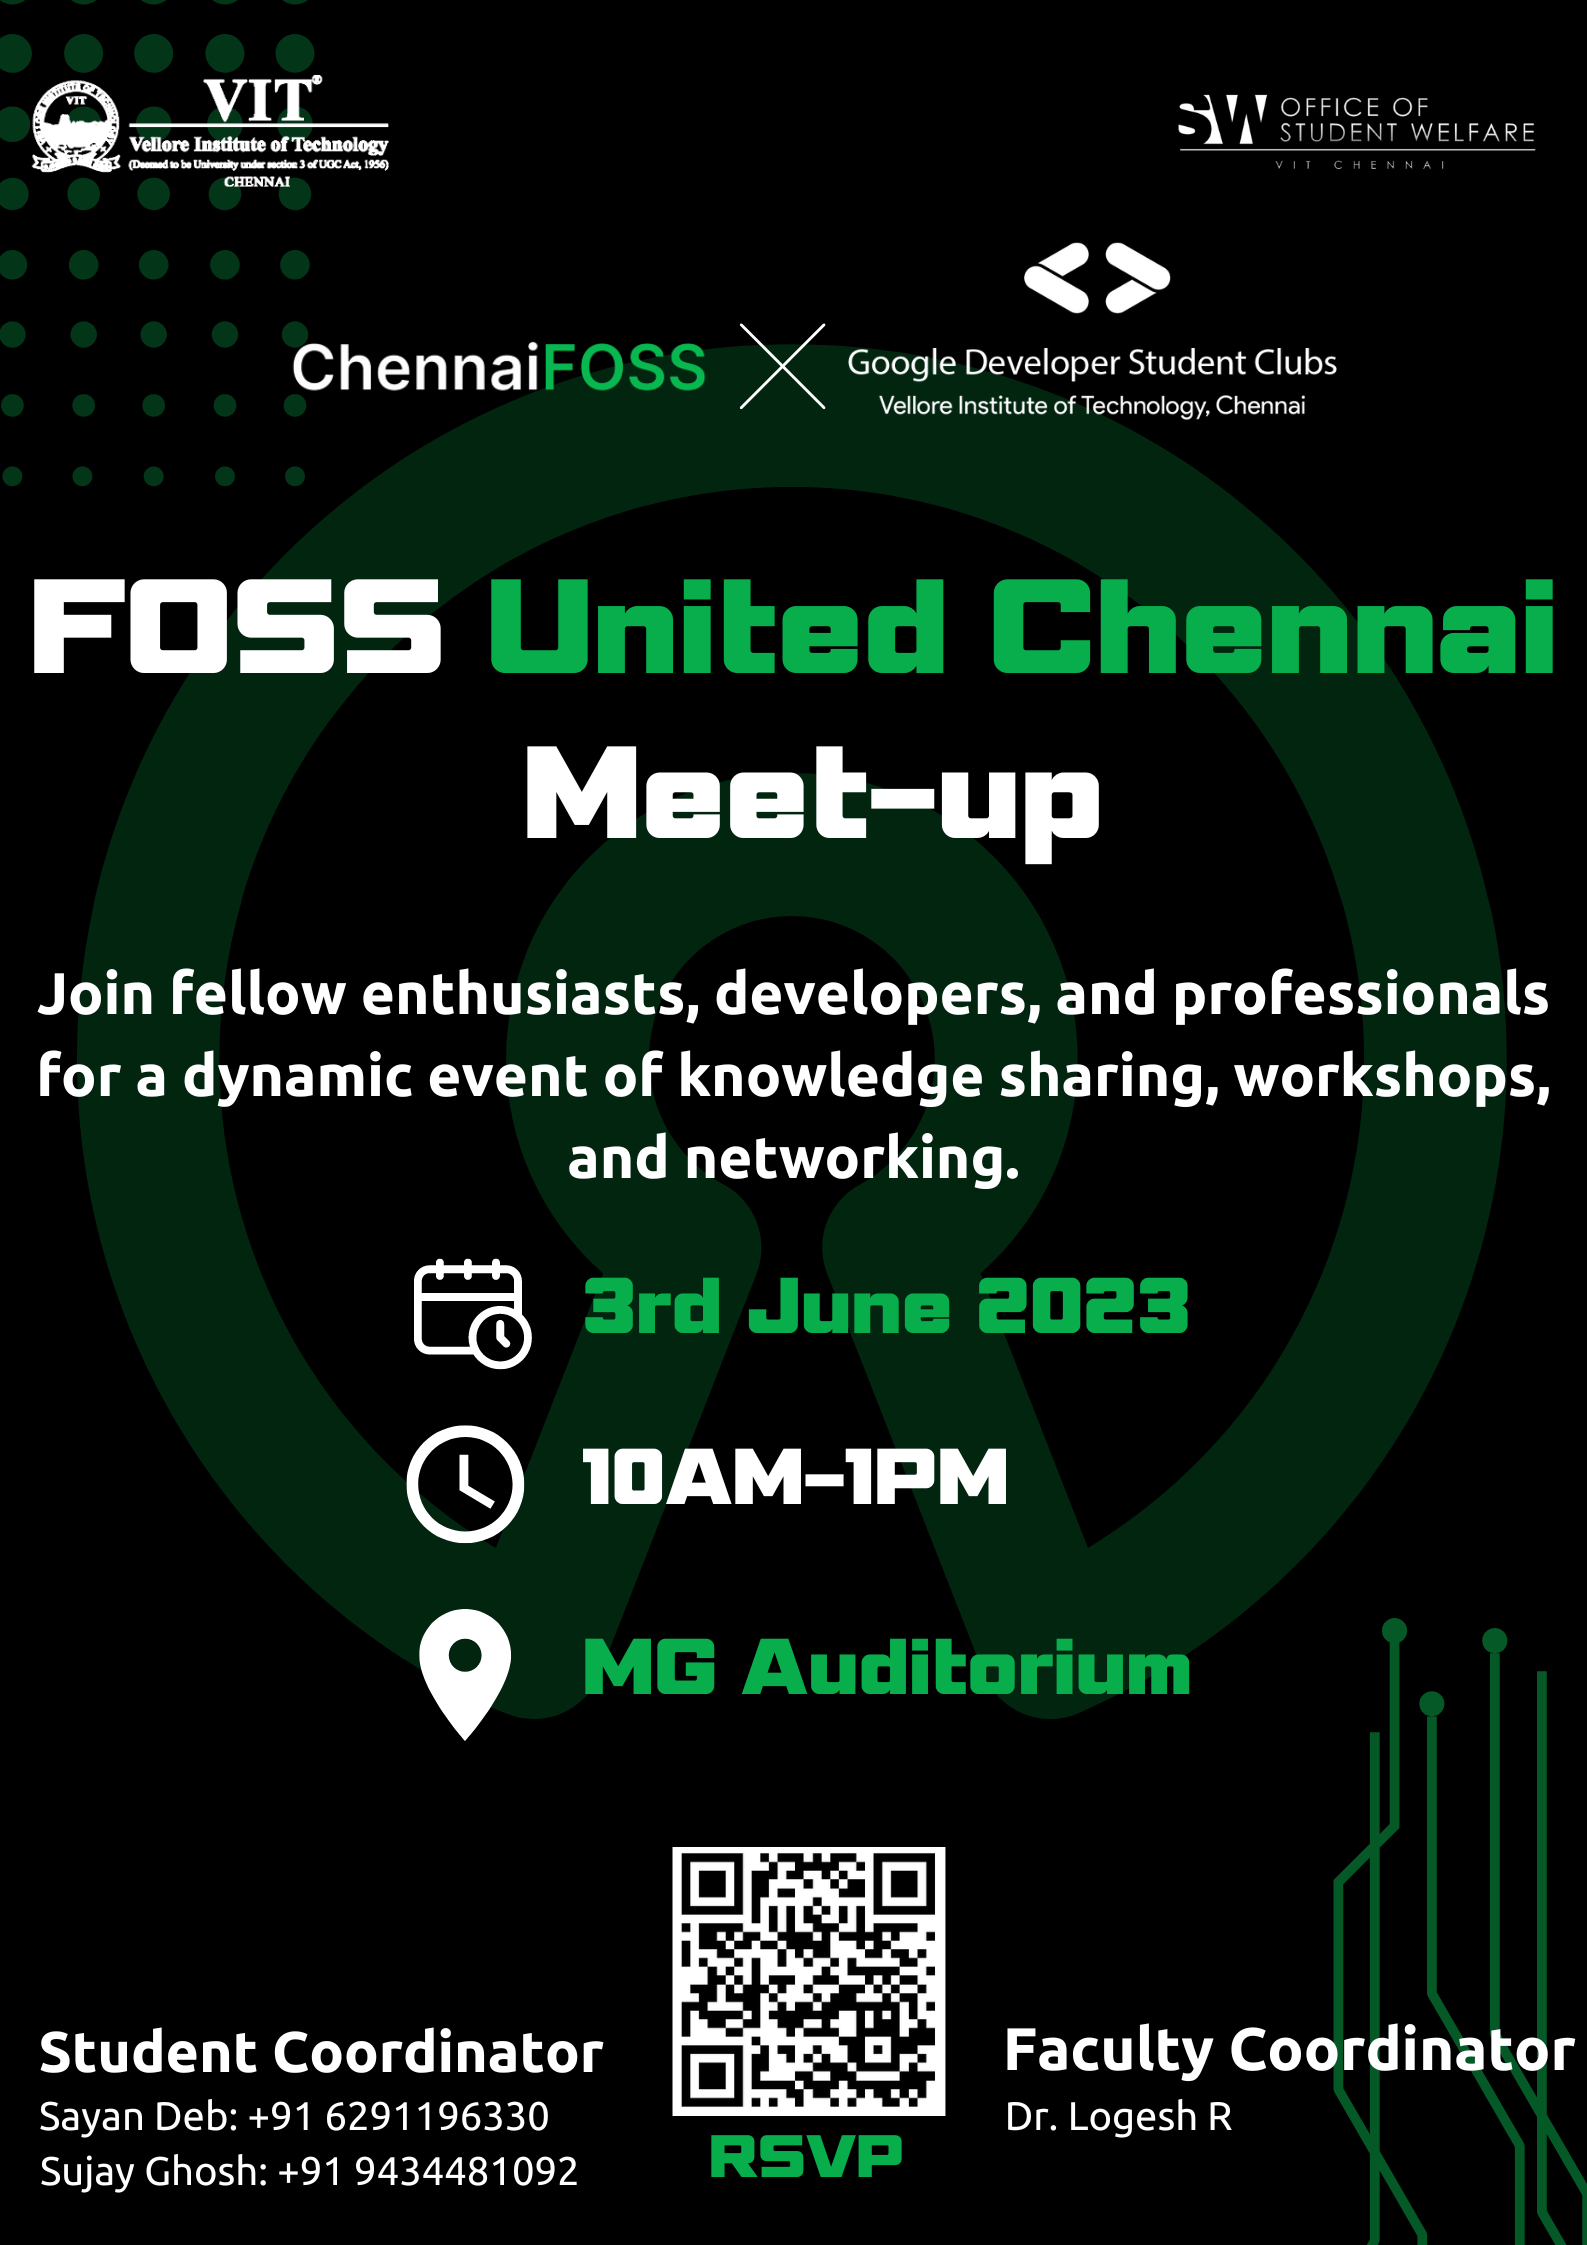 VIT
VIT®
Vellore Institute of Technology
(Deemed to be University under section 3 of UGC Act, 1956)
CHENNAI
SW OFFICE OF
STUDENT WELFARE
VIT CHENNAI
ChennaiFOSS
Google Developer Student Clubs
Vellore Institute of Technology, Chennai
FOSS United Chennai
Meet-up
Join fellow enthusiasts, developers, and professionals
for a dynamic event of knowledge sharing, workshops,
and networking.
3rd June 2023
10AM-1PM
MG Auditorium
Student Coordinator
Sayan Deb: +91 6291196330
Sujay Ghosh: +91 9434481092
RSVP
Faculty Coordinator
Dr. Logesh R